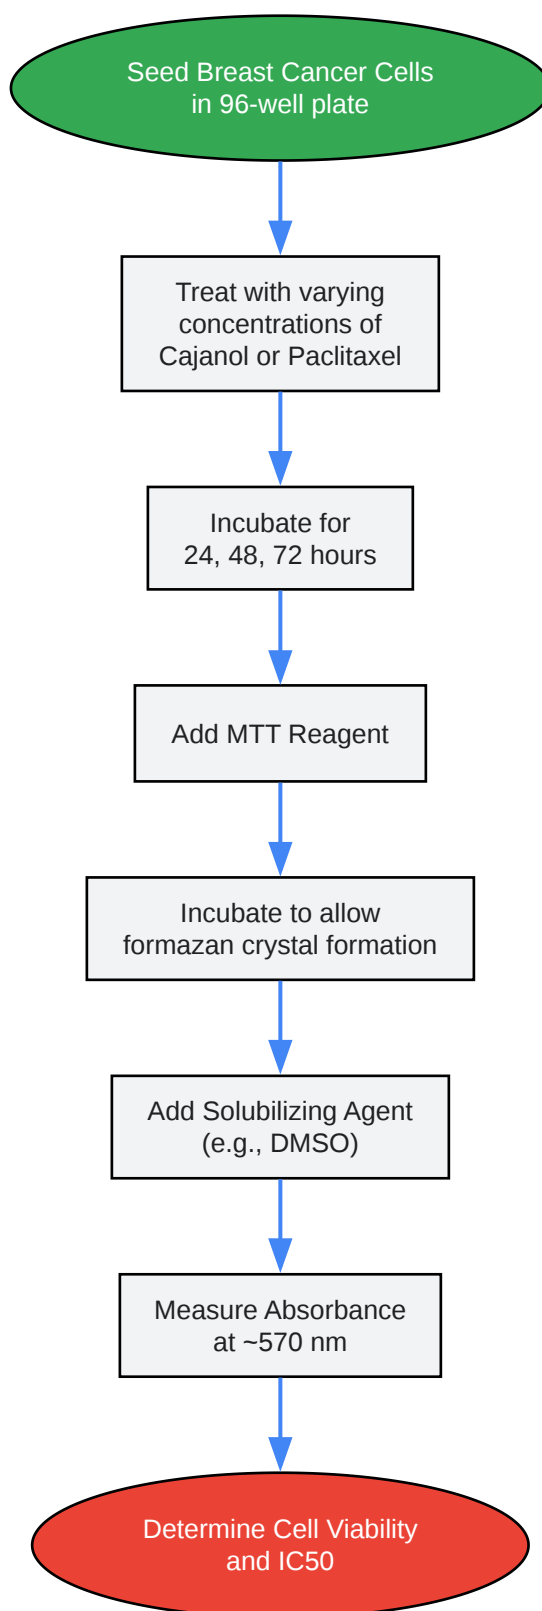 Seed Breast Cancer Cells
in 96-well plate
Treat with varying
concentrations of
Cajanol or Paclitaxel
Incubate for
24, 48, 72 hours
Add MTT Reagent
Incubate to allow
formazan crystal formation
Add Solubilizing Agent
(e.g., DMSO)
Measure Absorbance
at ~570 nm
Determine Cell Viability
and IC50